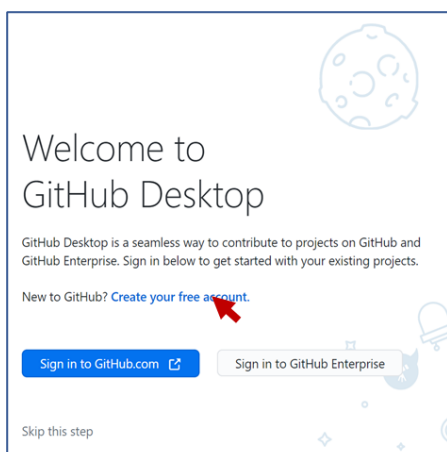 Welcome to
GitHub Desktop
GitHub Desktop is a seamless way to contribute to projects on GitHub and
GitHub Enterprise. Sign in below to get started with your existing projects.
New to GitHub? Create your free account.
Sign in to GitHub.com
Sign in to GitHub Enterprise
Skip this step